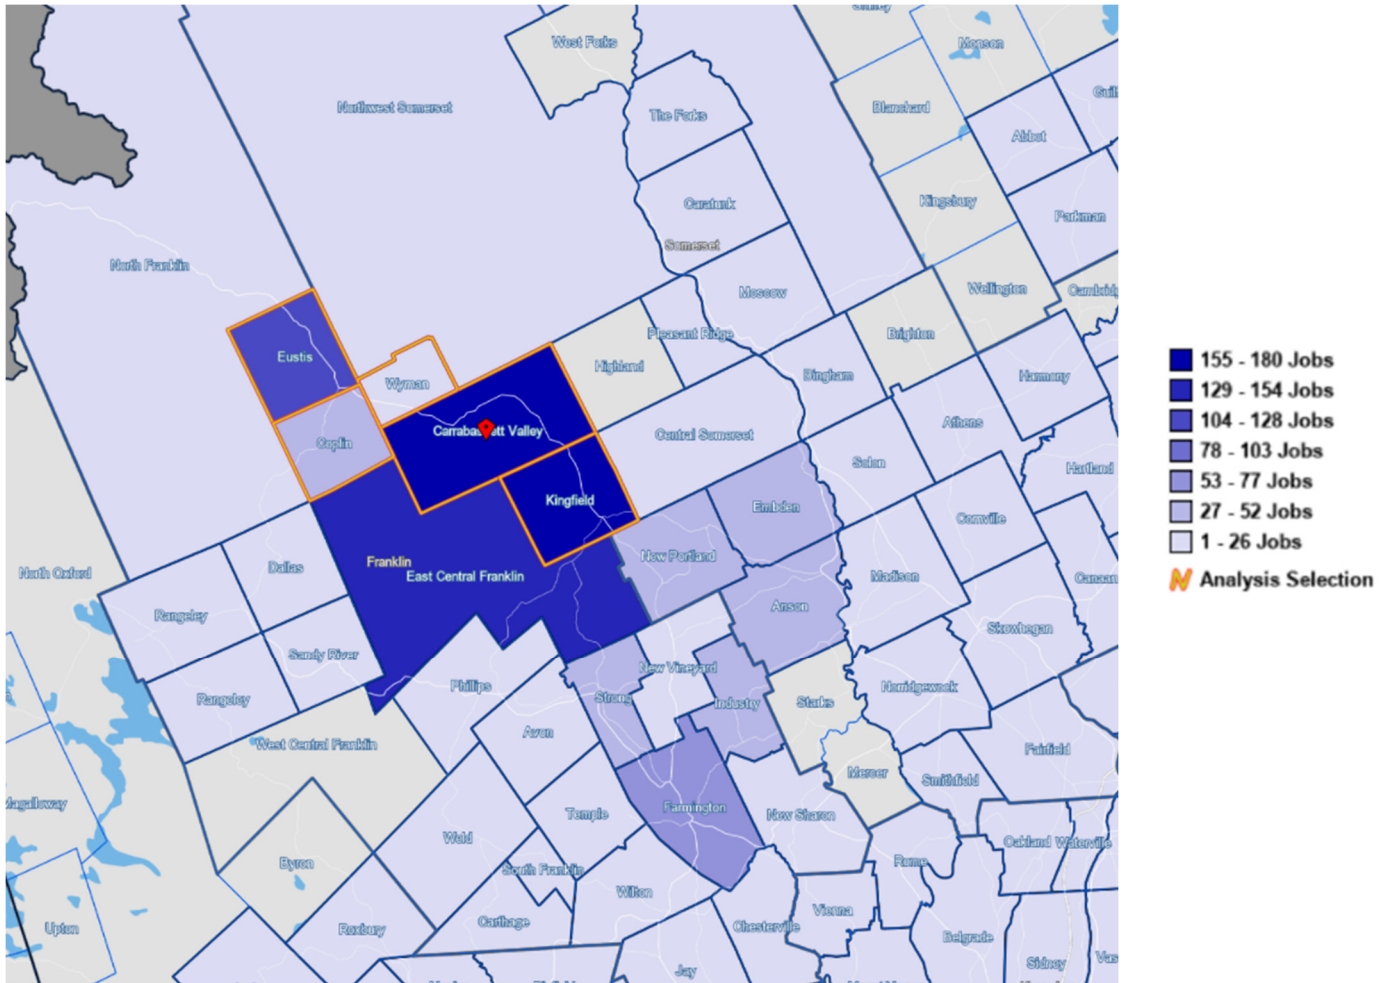 West Forks
Monson
Northwest Somerset
Blanchard
The Forks
Abbot
Kingsbury
Caratunk
Parkman
Somerset
North Franklin
Moscow
Wellington
Pleasant Ridge
Brighton
Eustis
Highland
Bingham
Harmony
Wyman
155 - 180 Jobs
129 - 154 Jobs
104 - 128 Jobs
78 - 103 Jobs
53 - 77 Jobs
27 - 52 Jobs
1 - 26 Jobs
Analysis Selection
Athens
Carrabassett Valley
Central Somerset
Coplin
Solon
Hartland
Kingfield
Embden
Cornville
New Portland
Franklin
East Central Franklin
North Oxford
Dallas
Madison
Canaan
Rangeley
Anson
Skowhegan
Sandy River
New Vineyard
Phillips
Norridgewock
Rangeley
Strong
Industry
Starks
Avon
West Central Franklin
Fairfield
Mercer
Smithfield
Magalloway
Farmington
Temple
New Sharon
Weld
Oakland
Waterville
Byron
South Franklin
Rome
Wilton
Carthage
Vienna
Upton
Roxbury
Chesterville
Belgrade
Sidney
Jay